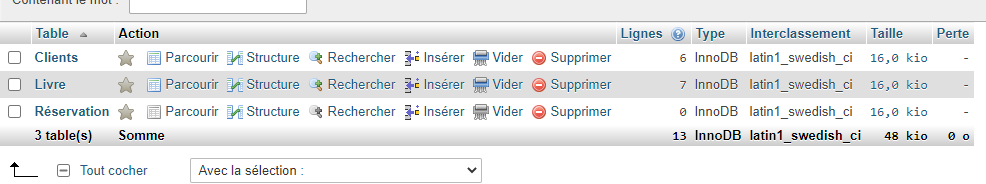 Contenant le mot :
Table Action Lignes Type Interclassement Taille Perte
Clients Parcourir Structure Rechercher Insérer Vider Supprimer 6 InnoDB latin1_swedish_ci 16,0 kio -
Livre Parcourir Structure Rechercher Insérer Vider Supprimer 7 InnoDB latin1_swedish_ci 16,0 kio -
Réservation Parcourir Structure Rechercher Insérer Vider Supprimer 0 InnoDB latin1_swedish_ci 16,0 kio -
3 table(s) Somme 13 InnoDB latin1_swedish_ci 48 kio 0 o
Tout cocher Avec la sélection :